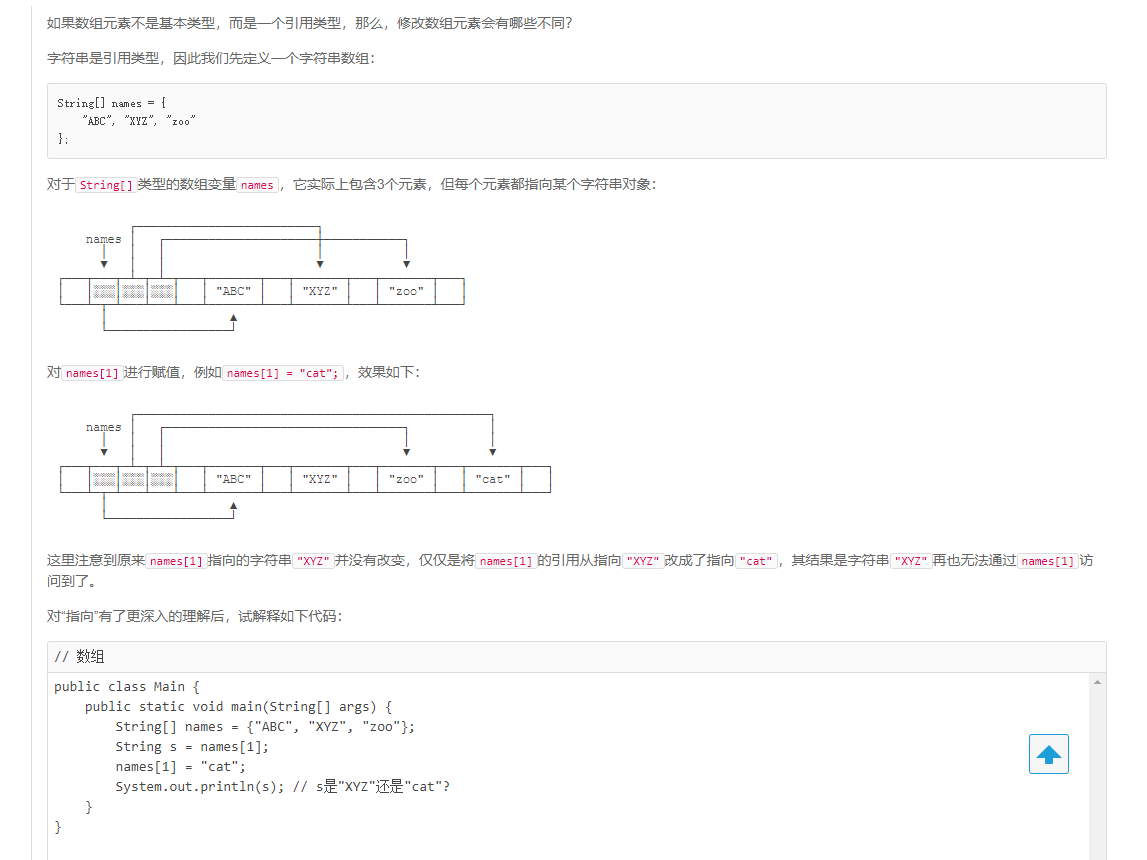 如果数组元素不是基本类型，而是一个引用类型，那么，修改数组元素会有哪些不同？
字符串是引用类型，因此我们先定义一个字符串数组：
String[] names = {
    "ABC", "XYZ", "zoo"
};
对于String[]类型的数组变量names，它实际上包含3个元素，但每个元素都指向某个字符串对象：
names
"ABC" "XYZ" "zoo"
对names[1]进行赋值，例如names[1] = "cat";，效果如下：
names
"ABC" "XYZ" "zoo" "cat"
这里注意到原来names[1]指向的字符串"XYZ"并没有改变，仅仅是将names[1]的引用从指向"XYZ"改成了指向"cat"，其结果是字符串"XYZ"再也无法通过names[1]访
问到了。
对“指向”有了更深入的理解后，试解释如下代码：
// 数组
public class Main {
    public static void main(String[] args) {
        String[] names = {"ABC", "XYZ", "zoo"};
        String s = names[1];
        names[1] = "cat";
        System.out.println(s); // s是"XYZ"还是"cat"?
    }
}